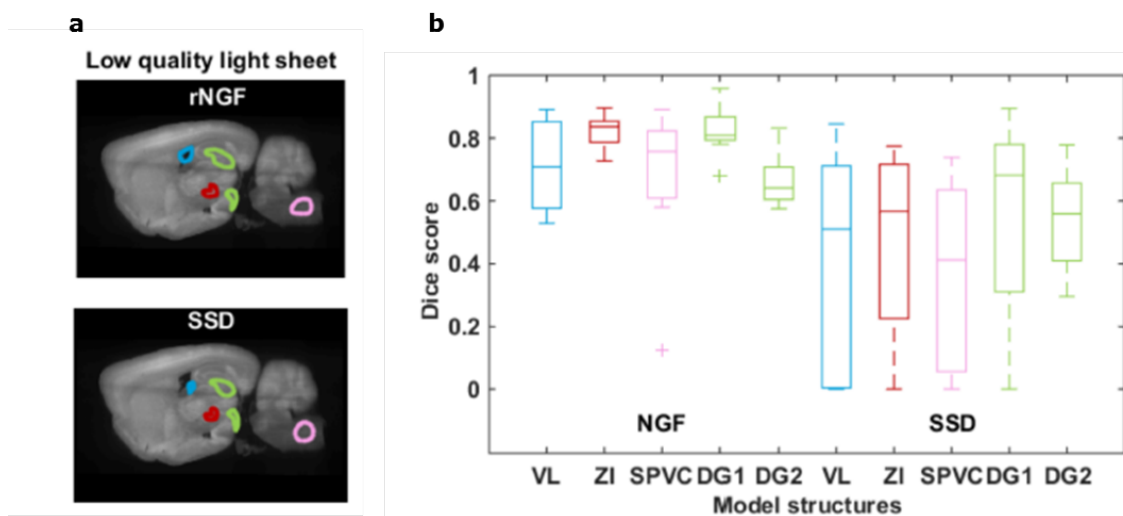 a
b
Low quality light sheet
rNGF
SSD
Dice score
1
0.8
0.6
0.4
0.2
0
NGF SSD
VL ZI SPVC DG1 DG2 VL ZI SPVC DG1 DG2
Model structures